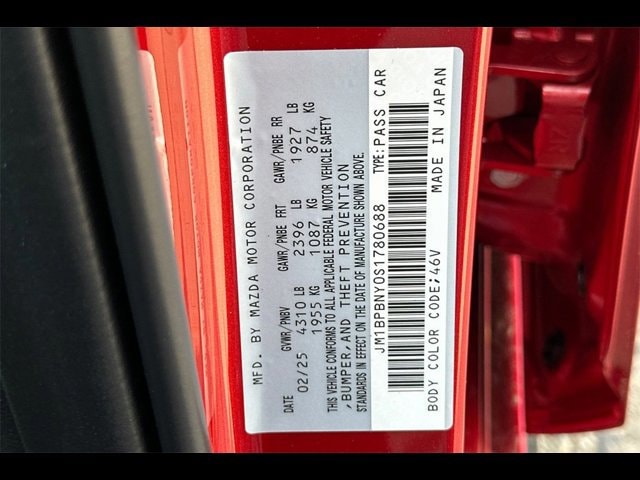 MFD. BY MAZDA MOTOR CORPORATION
DATE GVWR/PNBV GAWR/PNBE FRT GAWR/PNBE RR
02/25 4310 LB 2396 LB 1927 LB
1955 KG 1087 KG 874 KG
THIS VEHICLE CONFORMS TO ALL APPLICABLE FEDERAL MOTOR VEHICLE SAFETY
,BUMPER,AND THEFT PREVENTION
STANDARDS IN EFFECT ON THE DATE OF MANUFACTURE SHOWN ABOVE.
JM1BPBNY0S1780688 TYPE:PASS CAR
BODY COLOR CODE;46V MADE IN JAPAN